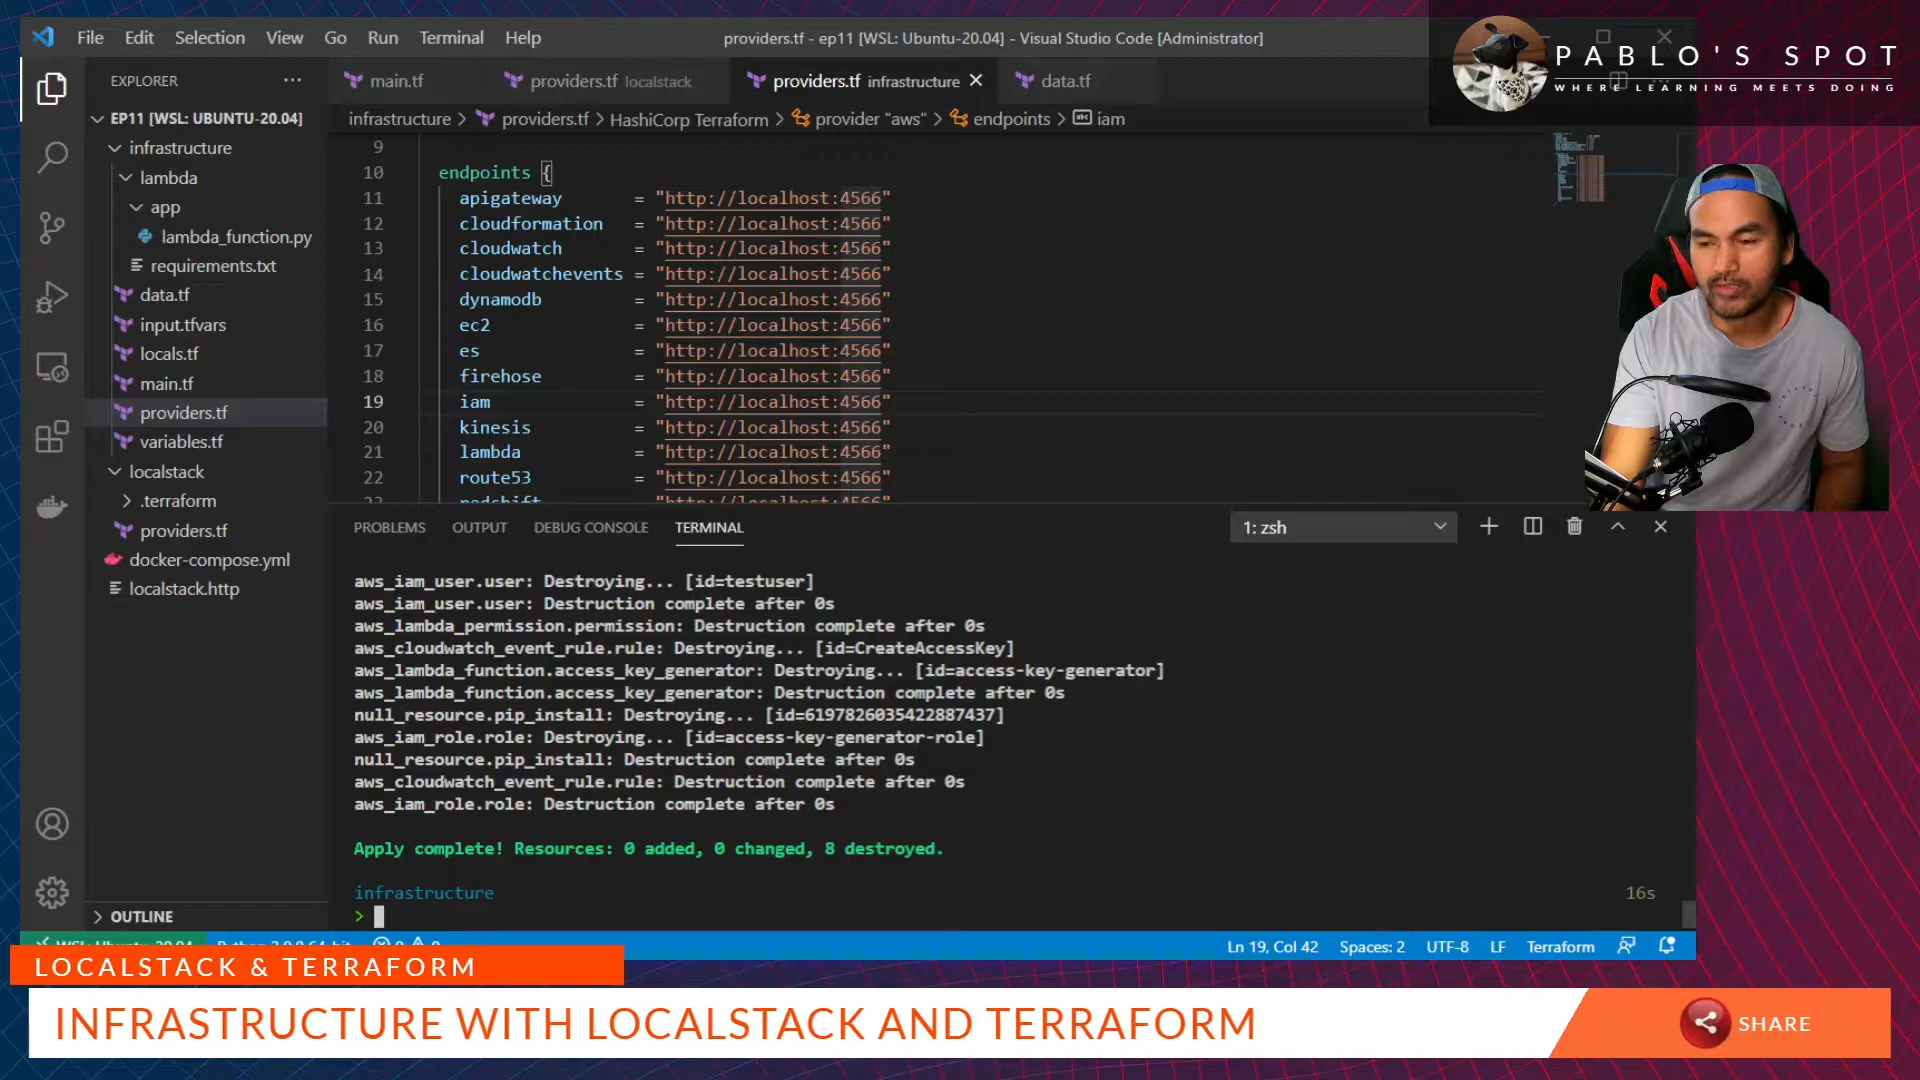 File Edit Selection View Go Run Terminal Help
providers.tf - ep11 [WSL: Ubuntu-20.04] - Visual Studio Code [Administrator]
PABLO'S SPOT
WHERE LEARNING MEETS DOING
EXPLORER
EP11 [WSL: UBUNTU-20.04]
infrastructure
lambda
app
lambda_function.py
requirements.txt
data.tf
input.tfvars
locals.tf
main.tf
providers.tf
variables.tf
localstack
.terraform
providers.tf
docker-compose.yml
localstack.http
OUTLINE
main.tf
providers.tf localstack
providers.tf infrastructure
data.tf
infrastructure > providers.tf > HashiCorp Terraform > provider "aws" > endpoints > iam
9
10 endpoints {
11 apigateway = "http://localhost:4566"
12 cloudformation = "http://localhost:4566"
13 cloudwatch = "http://localhost:4566"
14 cloudwatchevents = "http://localhost:4566"
15 dynamodb = "http://localhost:4566"
16 ec2 = "http://localhost:4566"
17 es = "http://localhost:4566"
18 firehose = "http://localhost:4566"
19 iam = "http://localhost:4566"
20 kinesis = "http://localhost:4566"
21 lambda = "http://localhost:4566"
22 route53 = "http://localhost:4566"
PROBLEMS OUTPUT DEBUG CONSOLE TERMINAL
1: zsh
aws_iam_user.user: Destroying... [id=testuser]
aws_iam_user.user: Destruction complete after 0s
aws_lambda_permission.permission: Destruction complete after 0s
aws_cloudwatch_event_rule.rule: Destroying... [id=CreateAccessKey]
aws_lambda_function.access_key_generator: Destroying... [id=access-key-generator]
aws_lambda_function.access_key_generator: Destruction complete after 0s
null_resource.pip_install: Destroying... [id=6197826035422887437]
aws_iam_role.role: Destroying... [id=access-key-generator-role]
null_resource.pip_install: Destruction complete after 0s
aws_cloudwatch_event_rule.rule: Destruction complete after 0s
aws_iam_role.role: Destruction complete after 0s
Apply complete! Resources: 0 added, 0 changed, 8 destroyed.
infrastructure 16s
>
Ln 19, Col 42 Spaces: 2 UTF-8 LF Terraform
LOCALSTACK & TERRAFORM
INFRASTRUCTURE WITH LOCALSTACK AND TERRAFORM
SHARE